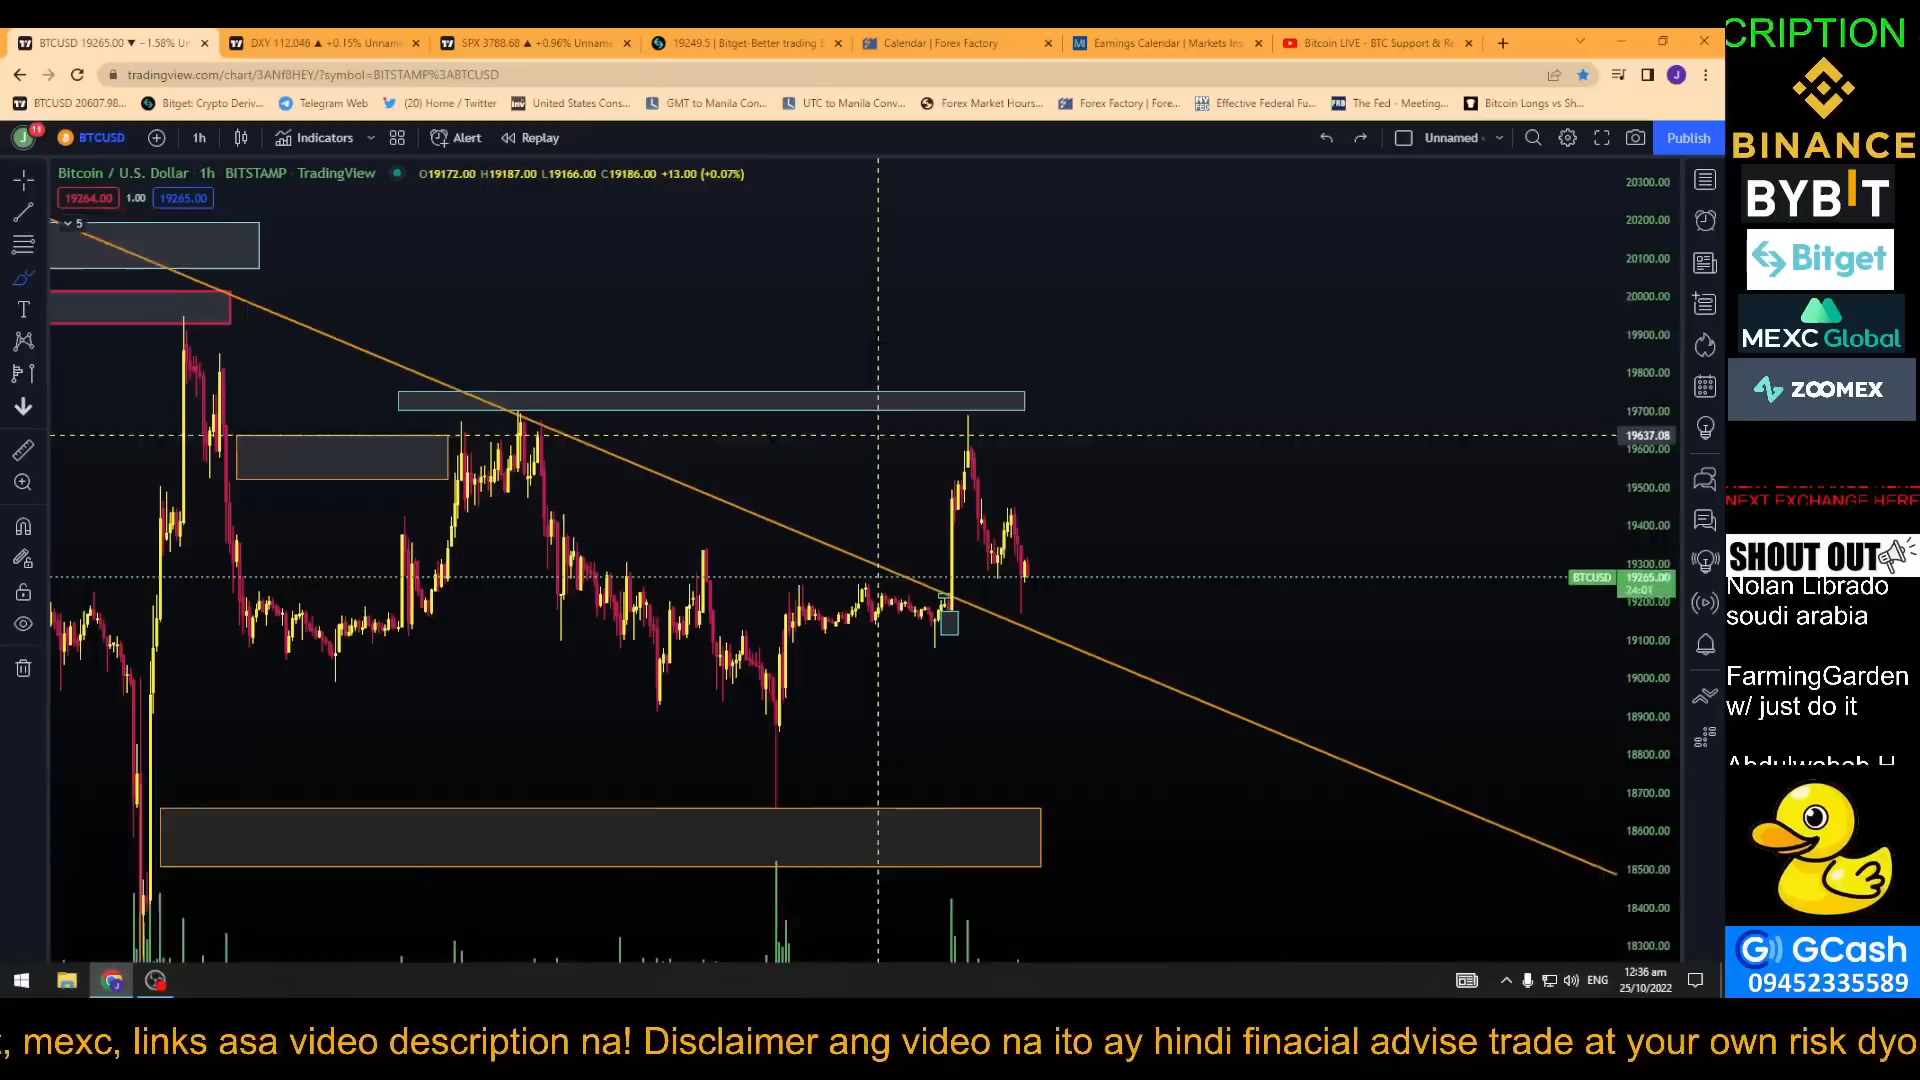 BTCUSD 19265.00 ▼ −1.58% Un
DXY 112.046 ▲ +0.15% Unnam
SPX 3788.68 ▲ +0.96% Unname
19249.5 | Bitget-Better trading
Calendar | Forex Factory
Earnings Calendar | Markets Ins
Bitcoin LIVE - BTC Support & Re
tradingview.com/chart/3ANf8HEY/?symbol=BITSTAMP%3ABTCUSD
BTCUSD 20607.98...
Bitget: Crypto Deriv...
Telegram Web
(20) Home / Twitter
United States Cons...
GMT to Manila Con...
UTC to Manila Conv...
Forex Market Hours...
Forex Factory | Fore...
Effective Federal Fu...
The Fed - Meeting...
Bitcoin Longs vs Sh...
J
11
BTCUSD
1h
Indicators
Alert
Replay
Unnamed
Publish
Bitcoin / U.S. Dollar · 1h · BITSTAMP · TradingView
O19172.00 H19187.00 L19166.00 C19186.00 +13.00 (+0.07%)
19264.00
1.00
19265.00
5
20300.00
20200.00
20100.00
20000.00
19900.00
19800.00
19700.00
19637.08
19600.00
19500.00
19400.00
19300.00
BTCUSD
19265.00
24:01
19200.00
19100.00
19000.00
18900.00
18800.00
18700.00
18600.00
18500.00
18400.00
18300.00
ENG
12:36 am
25/10/2022
CRIPTION
BINANCE
BYBIT
Bitget
MEXC Global
ZOOMEX
NEXT EXCHANGE HERE
SHOUT OUT
Nolan Librado
soudi arabia
FarmingGarden
w/ just do it
GCash
09452335589
, mexc, links asa video description na! Disclaimer ang video na ito ay hindi finacial advise trade at your own risk dyo